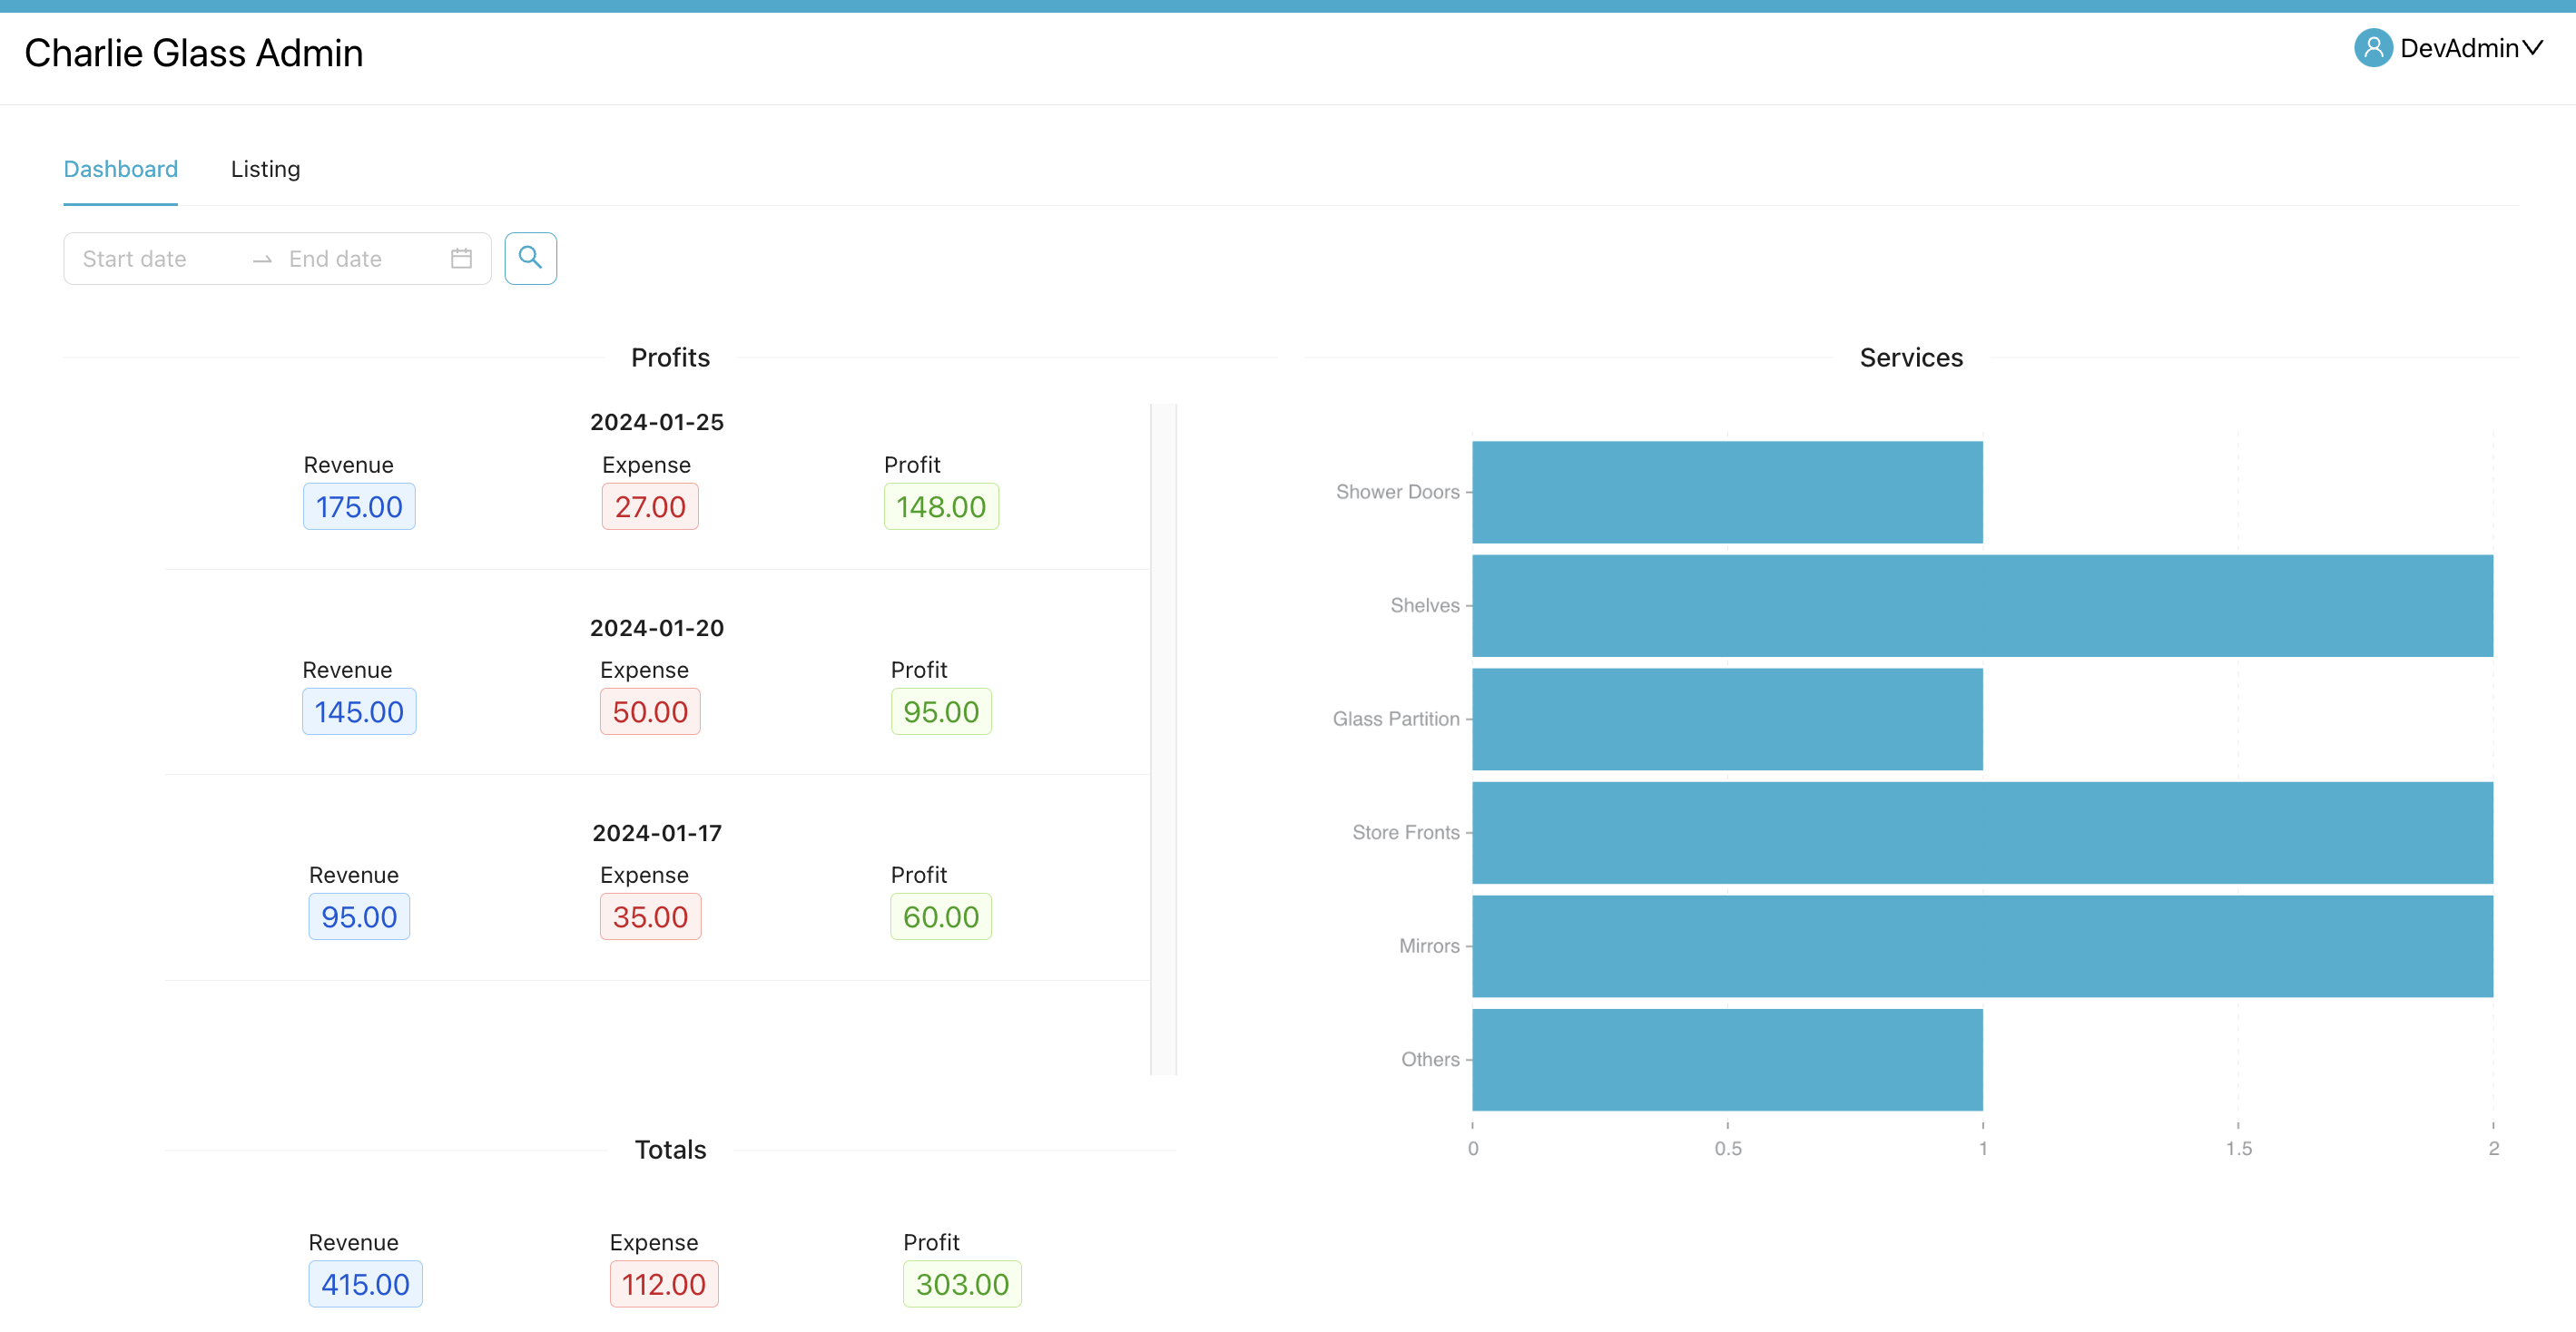 Charlie Glass Admin
DevAdmin
Dashboard Listing
Start date End date
Profits
2024-01-25
Revenue Expense Profit
175.00 27.00 148.00
2024-01-20
Revenue Expense Profit
145.00 50.00 95.00
2024-01-17
Revenue Expense Profit
95.00 35.00 60.00
Totals
Revenue Expense Profit
415.00 112.00 303.00
Services
Shower Doors
Shelves
Glass Partition
Store Fronts
Mirrors
Others
0 0.5 1 1.5 2